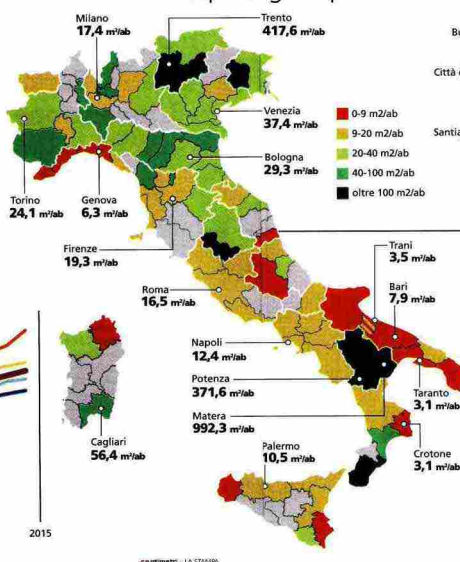 Milano
17,4 m²/ab
Trento
417,6 m²/ab
Venezia
37,4 m²/ab
Bologna
29,3 m²/ab
0-9 m2/ab
9-20 m2/ab
20-40 m2/ab
40-100 m2/ab
oltre 100 m2/ab
Città
Torino
24,1 m²/ab
Genova
6,3 m²/ab
Firenze
19,3 m²/ab
Roma
16,5 m²/ab
Trani
3,5 m²/ab
Bari
7,9 m²/ab
Napoli
12,4 m²/ab
Potenza
371,6 m²/ab
Matera
992,3 m²/ab
Taranto
3,1 m²/ab
Crotone
3,1 m²/ab
Cagliari
56,4 m²/ab
Palermo
10,5 m²/ab
2015
centimetri - LA STAMPA